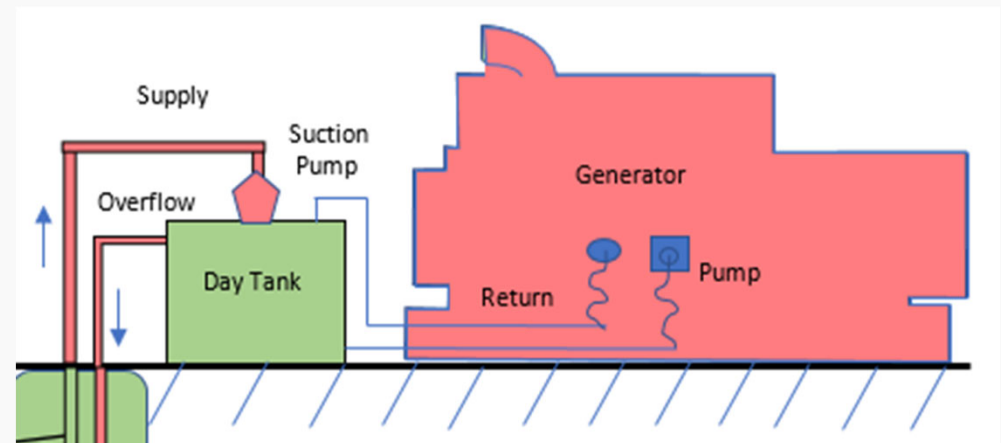 Supply
Suction
Pump
Overflow
Generator
Day Tank
Pump
Return